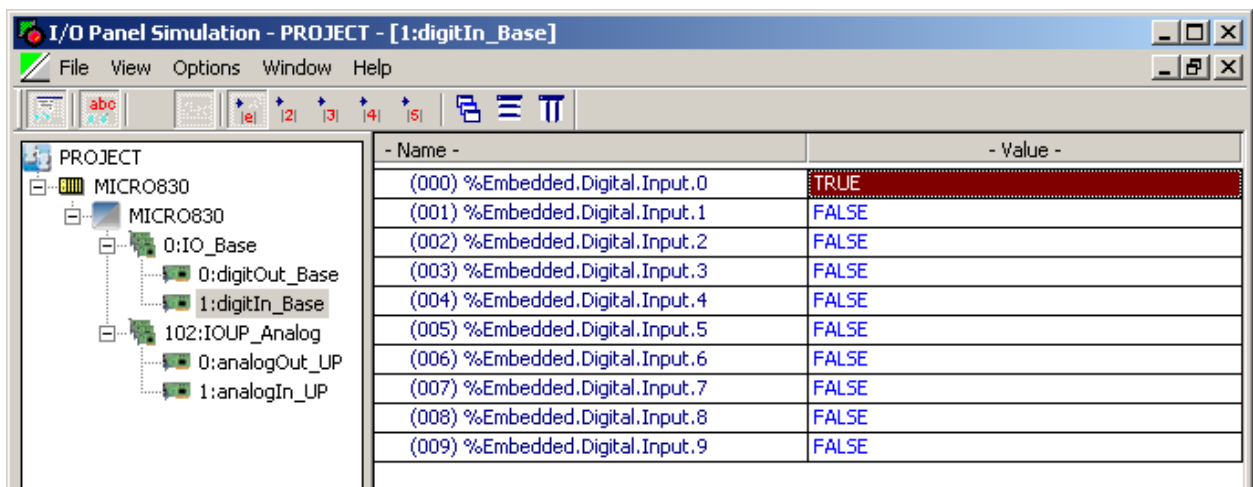 I/O Panel Simulation - PROJECT - [1:digitIn_Base]
File View Options Window Help
abc |e| |2| |3| |4| |5|
PROJECT
MICRO830
MICRO830
0:IO_Base
0:digitOut_Base
1:digitIn_Base
102:IOUP_Analog
0:analogOut_UP
1:analogIn_UP
- Name - - Value -
(000) %Embedded.Digital.Input.0 TRUE
(001) %Embedded.Digital.Input.1 FALSE
(002) %Embedded.Digital.Input.2 FALSE
(003) %Embedded.Digital.Input.3 FALSE
(004) %Embedded.Digital.Input.4 FALSE
(005) %Embedded.Digital.Input.5 FALSE
(006) %Embedded.Digital.Input.6 FALSE
(007) %Embedded.Digital.Input.7 FALSE
(008) %Embedded.Digital.Input.8 FALSE
(009) %Embedded.Digital.Input.9 FALSE